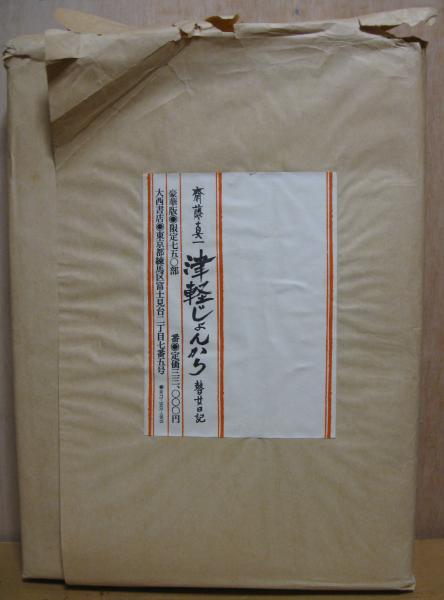 齋藤真一 津軽じょんから 瞽女日記
豪華版◉限定七五〇部 番◉定価三三、〇〇〇円
大西書店◉東京都練馬区富士見台二丁目七番五号